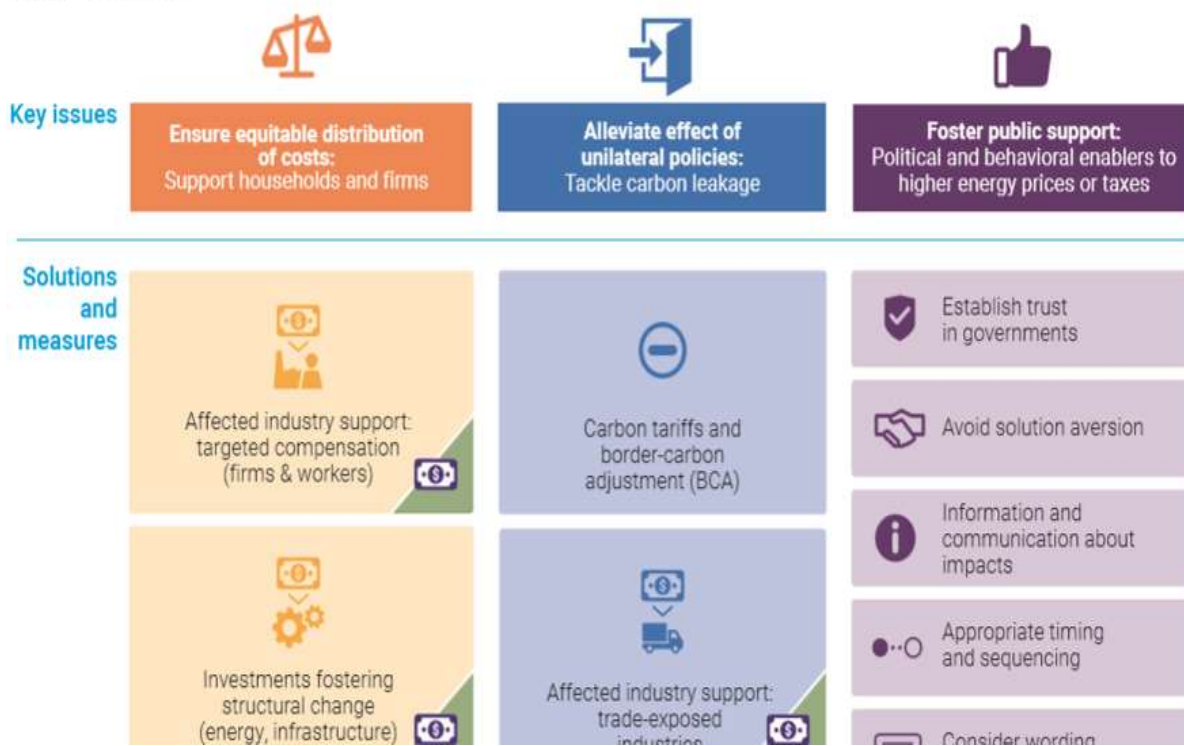 Key issues
Ensure equitable distribution
of costs:
Support households and firms
Alleviate effect of
unilateral policies:
Tackle carbon leakage
Foster public support:
Political and behavioral enablers to
higher energy prices or taxes
Solutions
and
measures
Affected industry support:
targeted compensation
(firms & workers)
Investments fostering
structural change
(energy, infrastructure)
Carbon tariffs and
border-carbon
adjustment (BCA)
Affected industry support:
trade-exposed
industries
Establish trust
in governments
Avoid solution aversion
Information and
communication about
impacts
Appropriate timing
and sequencing
Consider wording